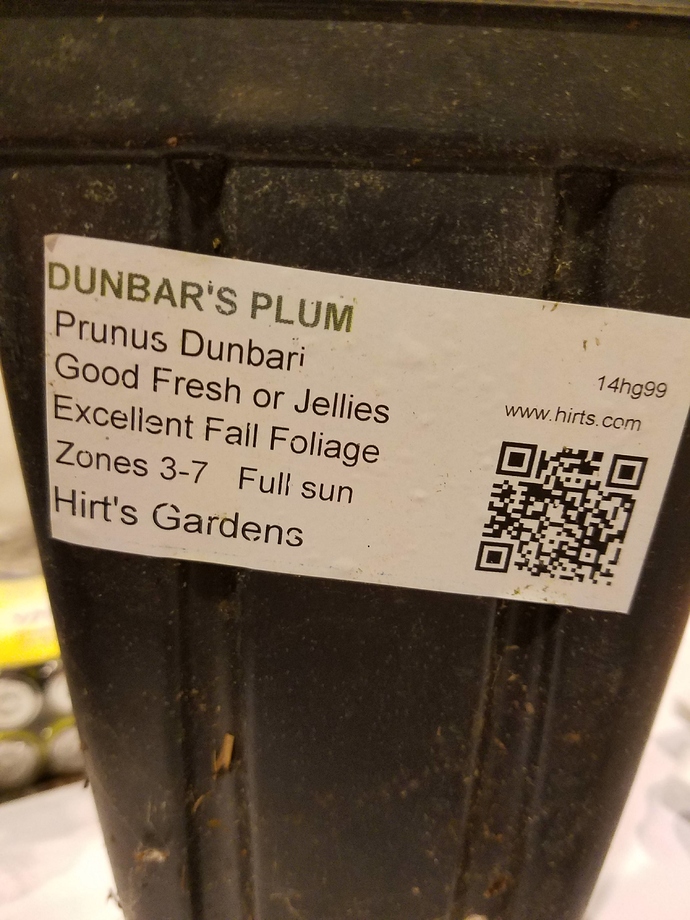 DUNBAR'S PLUM
Prunus Dunbari
Good Fresh or Jellies
Excellent Fall Foliage
Zones 3-7 Full sun
Hirt's Gardens
14hg99
www.hirts.com